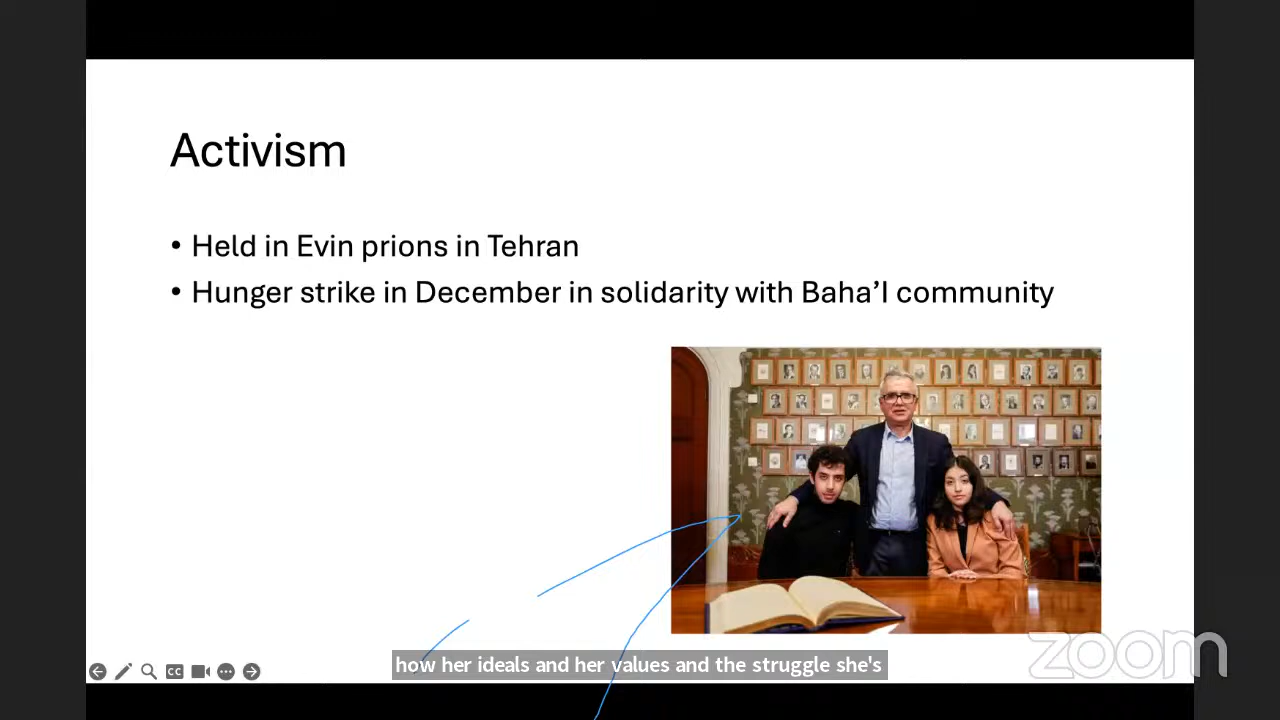 Activism
• Held in Evin prions in Tehran
• Hunger strike in December in solidarity with Baha’I community
how her ideals and her values and the struggle she's
zoom